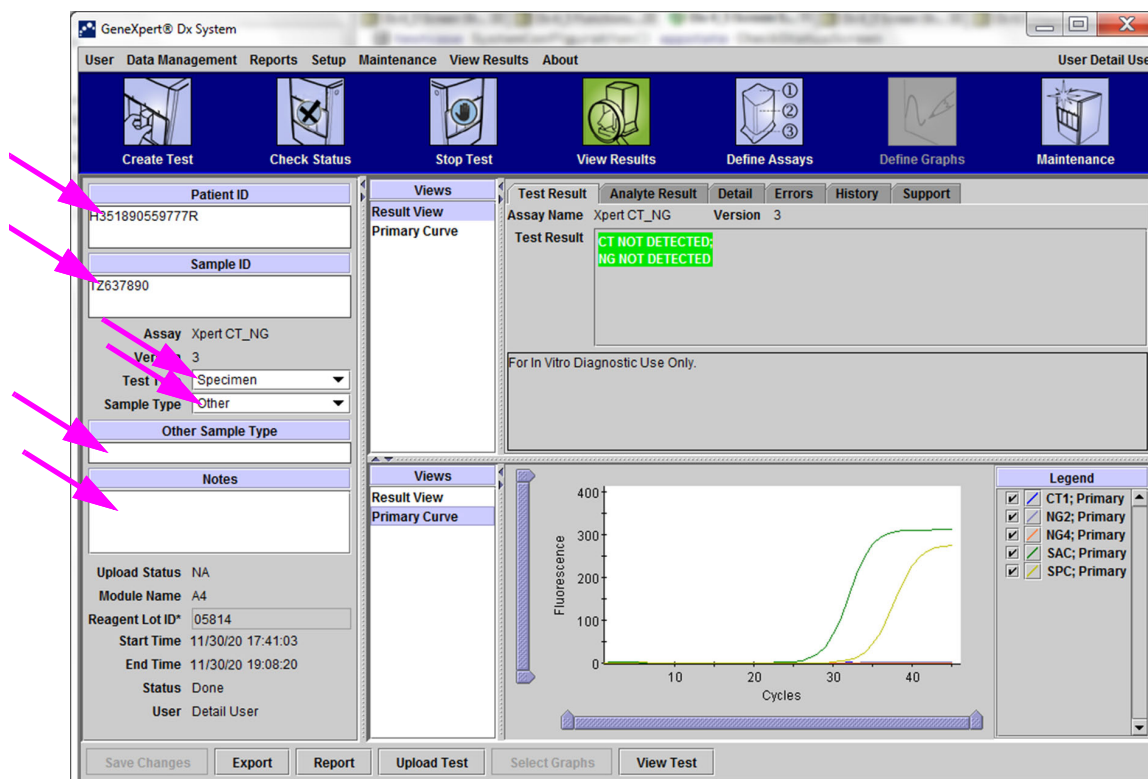 GeneXpert® Dx System
User Data Management Reports Setup Maintenance View Results About
User Detail Use
Create Test
Check Status
Stop Test
View Results
Define Assays
Define Graphs
Maintenance
Patient ID
H351890559777R
Sample ID
TZ637890
Assay Xpert CT_NG
Version 3
Test Type Specimen
Sample Type Other
Other Sample Type
Notes
Upload Status NA
Module Name A4
Reagent Lot ID* 05814
Start Time 11/30/20 17:41:03
End Time 11/30/20 19:08:20
Status Done
User Detail User
Views
Result View
Primary Curve
Test Result Analyte Result Detail Errors History Support
Assay Name Xpert CT_NG Version 3
Test Result
CT NOT DETECTED;
NG NOT DETECTED
For In Vitro Diagnostic Use Only.
Views
Result View
Primary Curve
Fluorescence
400
300
200
100
0
10 20 30 40
Cycles
Legend
CT1; Primary
NG2; Primary
NG4; Primary
SAC; Primary
SPC; Primary
Save Changes Export Report Upload Test Select Graphs View Test